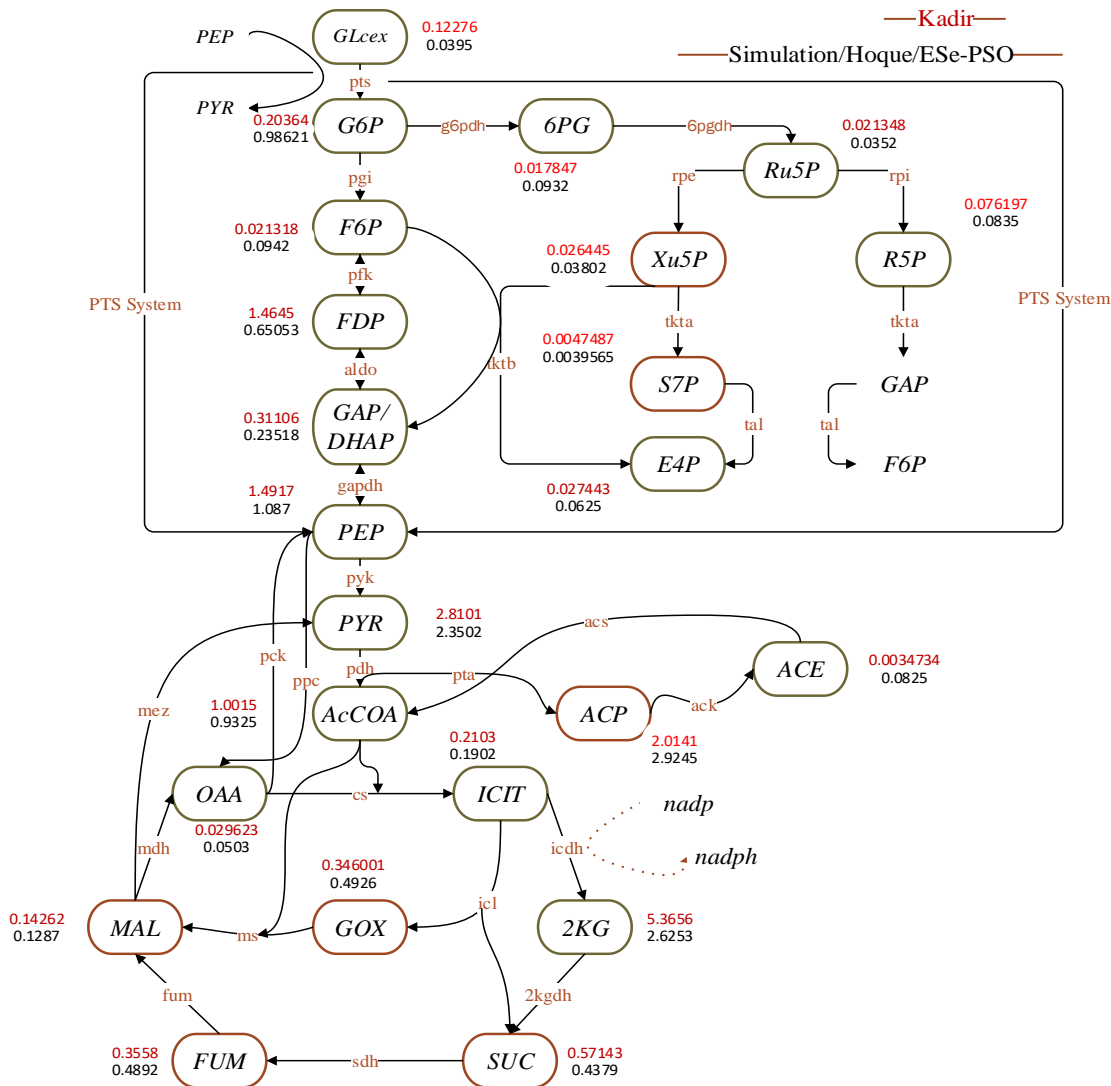 Kadir
Simulation/Hoque/ESe-PSO
PEP
GLcex
0.12276
0.0395
pts
PYR
0.20364
0.98621
G6P
g6pdh
6PG
6pgdh
0.021348
0.0352
0.017847
0.0932
Ru5P
pgi
rpe
rpi
0.021318
0.0942
F6P
0.076197
0.0835
0.026445
0.03802
Xu5P
R5P
pfk
PTS System
PTS System
1.4645
0.65053
FDP
tkta
tkta
0.0047487
0.0039565
aldo
tktb
S7P
GAP
0.31106
0.23518
GAP/
DHAP
tal
tal
E4P
F6P
gapdh
0.027443
0.0625
1.4917
1.087
PEP
pyk
PYR
2.8101
2.3502
acs
pck
pdh
pta
ACE
0.0034734
0.0825
ppc
mez
1.0015
0.9325
AcCOA
ACP
ack
2.0141
2.9245
0.2103
0.1902
OAA
cs
ICIT
nadp
0.029623
0.0503
mdh
icdh
nadph
0.346001
0.4926
icl
0.14262
0.1287
MAL
ms
GOX
2KG
5.3656
2.6253
fum
2kgdh
0.3558
0.4892
FUM
sdh
SUC
0.57143
0.4379